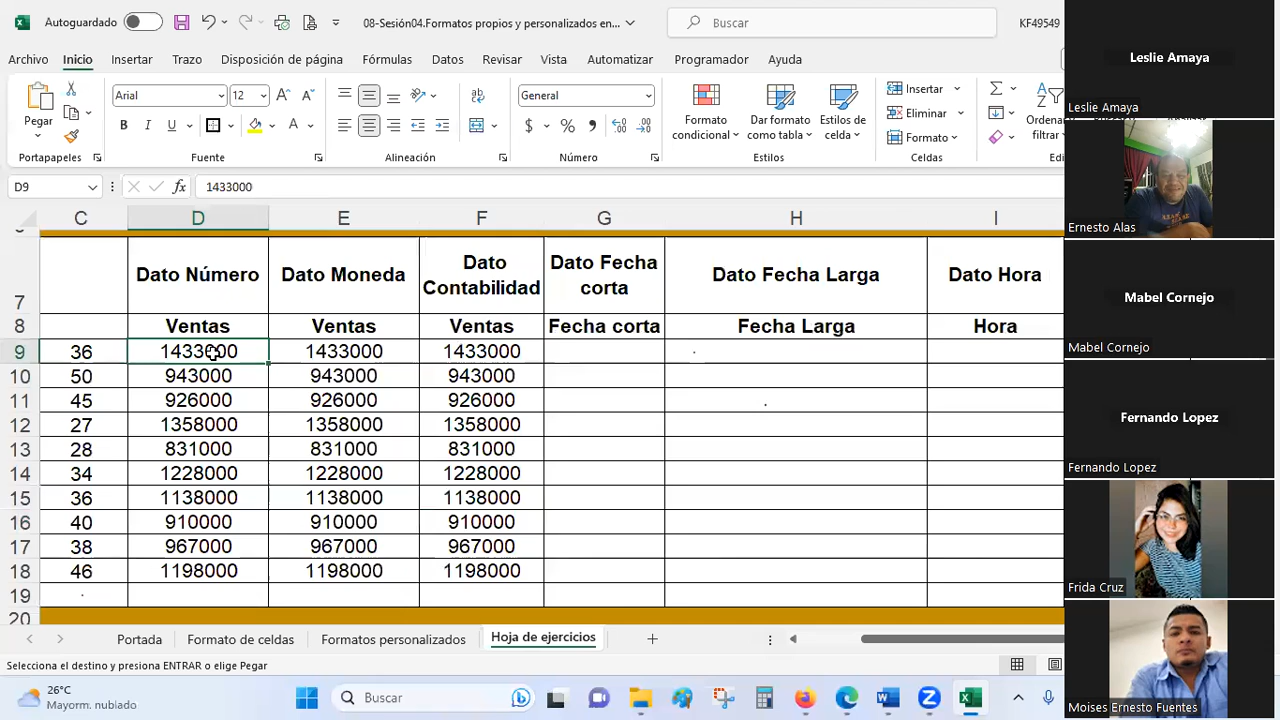 Autoguardado
08-Sesión04.Formatos propios y personalizados en...
Buscar
KF49549
Archivo Inicio Insertar Trazo Disposición de página Fórmulas Datos Revisar Vista Automatizar Programador Ayuda
Pegar
Arial 12
N K S A
General
$ %
Formato condicional
Dar formato como tabla
Estilos de celda
Insertar
Eliminar
Formato
Ordenar
filtrar
Portapapeles Fuente Alineación Número Estilos Celdas
D9 fx 1433000
C D E F G H I
7 Dato Número Dato Moneda Dato Contabilidad Dato Fecha corta Dato Fecha Larga Dato Hora
8 Ventas Ventas Ventas Fecha corta Fecha Larga Hora
9 36 1433000 1433000 1433000
10 50 943000 943000 943000
11 45 926000 926000 926000
12 27 1358000 1358000 1358000
13 28 831000 831000 831000
14 34 1228000 1228000 1228000
15 36 1138000 1138000 1138000
16 40 910000 910000 910000
17 38 967000 967000 967000
18 46 1198000 1198000 1198000
19
20
Portada Formato de celdas Formatos personalizados Hoja de ejercicios
Selecciona el destino y presiona ENTRAR o elige Pegar
26°C
Mayorm. nublado
Buscar
Leslie Amaya
Leslie Amaya
Ernesto Alas
Mabel Cornejo
Mabel Cornejo
Fernando Lopez
Fernando Lopez
Frida Cruz
Moises Ernesto Fuentes